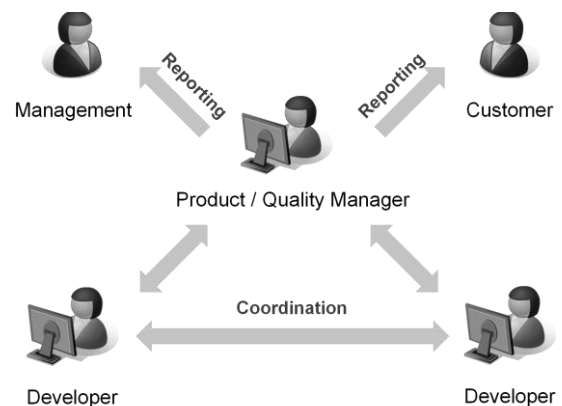 Reporting
Reporting
Management
Customer
Product / Quality Manager
Coordination
Developer
Developer